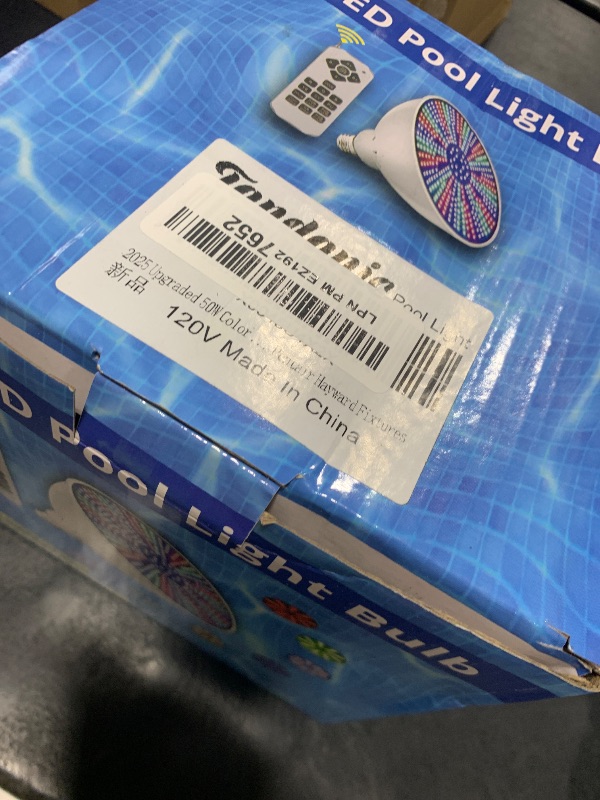 ED Pool Light
Tondonia
Pool Light
LPN PM EZ192 7652
2025 Upgraded 50W Color Hayward Fixtures
新品
120V Made In China
D Pool Light Bulb